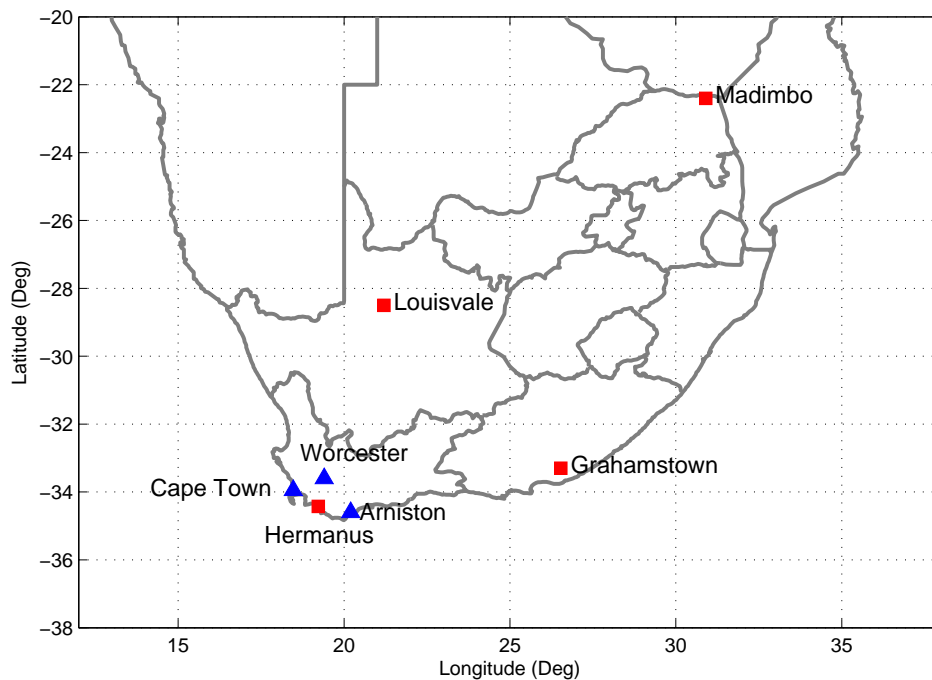 −20
−22
−24
−26
−28
−30
−32
−34
−36
−38
Latitude (Deg)
Madimbo
Louisvale
Worcester
Grahamstown
Cape Town
Arniston
Hermanus
15
20
25
30
35
Longitude (Deg)